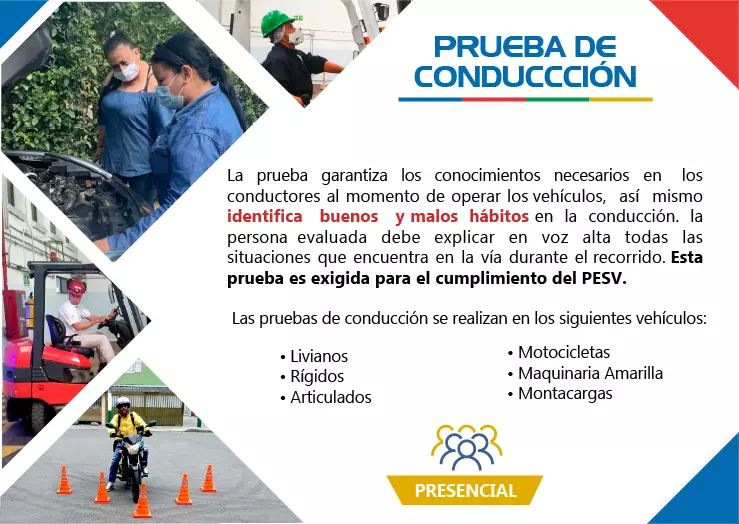 PRUEBA DE
CONDUCCCIÓN
La prueba garantiza los conocimientos necesarios en los
conductores al momento de operar los vehículos, así mismo
identifica buenos y malos hábitos en la conducción. la
persona evaluada debe explicar en voz alta todas las
situaciones que encuentra en la vía durante el recorrido. Esta
prueba es exigida para el cumplimiento del PESV.
Las pruebas de conducción se realizan en los siguientes vehículos:
• Livianos
• Rígidos
• Articulados
• Motocicletas
• Maquinaria Amarilla
• Montacargas
PRESENCIAL